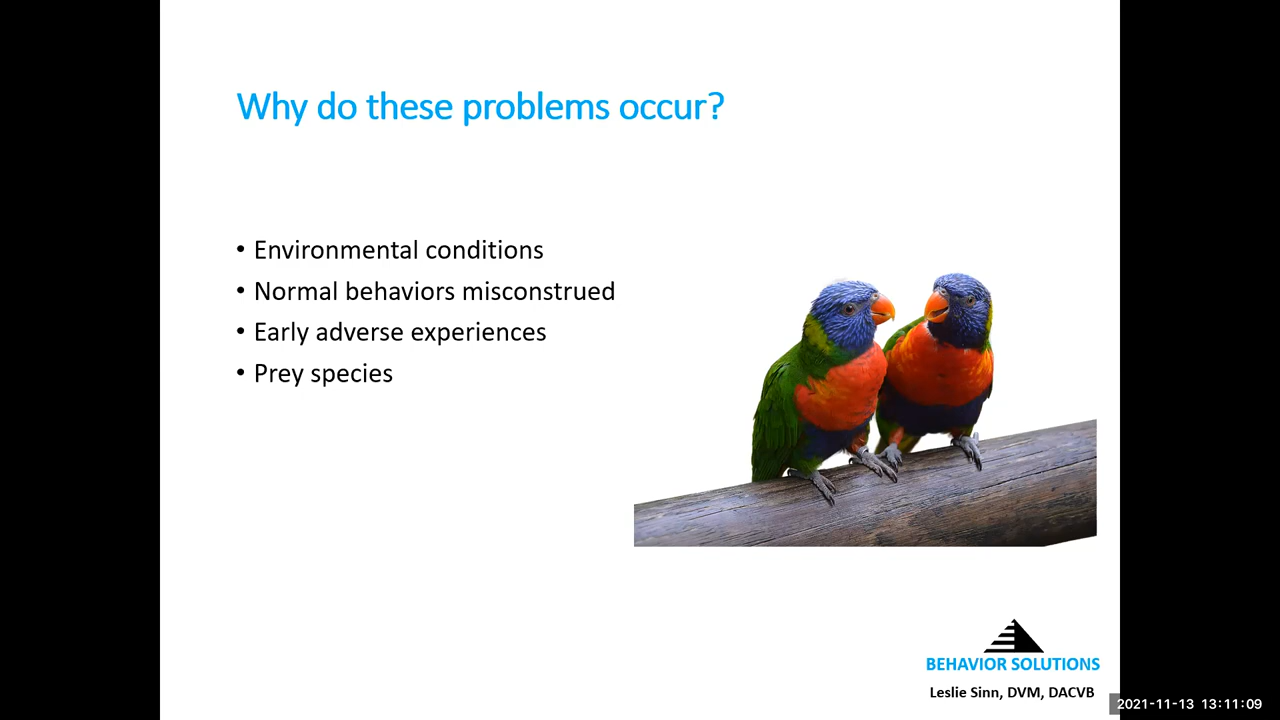 Why do these problems occur?
• Environmental conditions
• Normal behaviors misconstrued
• Early adverse experiences
• Prey species
BEHAVIOR SOLUTIONS
Leslie Sinn, DVM, DACVB
2021-11-13 13:11:09